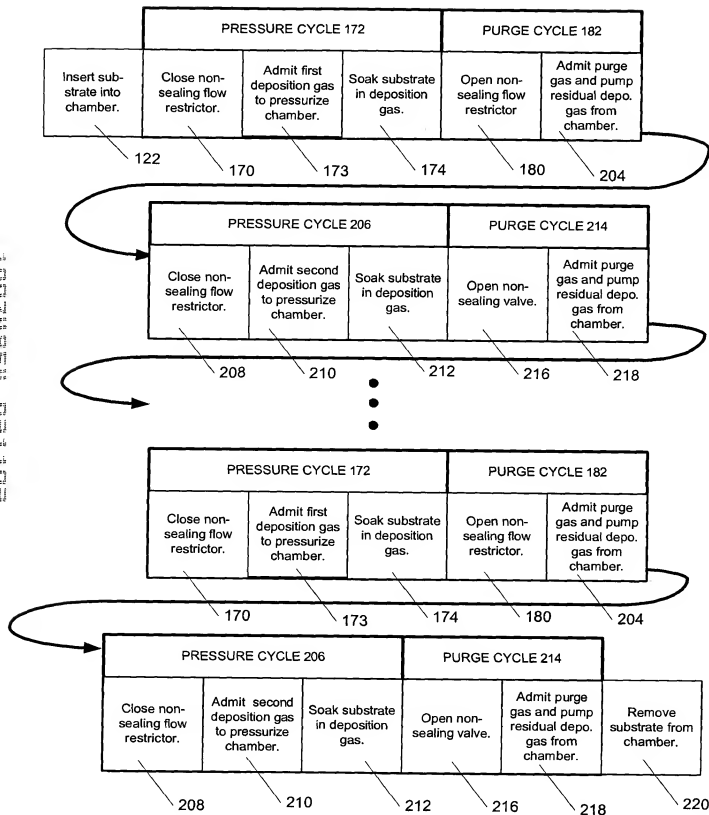 PRESSURE CYCLE 172
PURGE CYCLE 182
Insert sub-
strate into
chamber.
Close non-
sealing flow
restrictor.
Admit first
deposition gas
to pressurize
chamber.
Soak substrate
in deposition
gas.
Open non-
sealing flow
restrictor
Admit purge
gas and pump
residual depo.
gas from
chamber.
122
170
173
174
180
204
PRESSURE CYCLE 206
PURGE CYCLE 214
Close non-
sealing flow
restrictor.
Admit second
deposition gas
to pressurize
chamber.
Soak substrate
in deposition
gas.
Open non-
sealing valve.
Admit purge
gas and pump
residual depo.
gas from
chamber.
208
210
212
216
218
PRESSURE CYCLE 172
PURGE CYCLE 182
Close non-
sealing flow
restrictor.
Admit first
deposition gas
to pressurize
chamber.
Soak substrate
in deposition
gas.
Open non-
sealing flow
restrictor.
Admit purge
gas and pump
residual depo.
gas from
chamber.
170
173
174
180
204
PRESSURE CYCLE 206
PURGE CYCLE 214
Close non-
sealing flow
restrictor.
Admit second
deposition gas
to pressurize
chamber.
Soak substrate
in deposition
gas.
Open non-
sealing valve.
Admit purge
gas and pump
residual depo.
gas from
chamber.
Remove
substrate from
chamber.
208
210
212
216
218
220